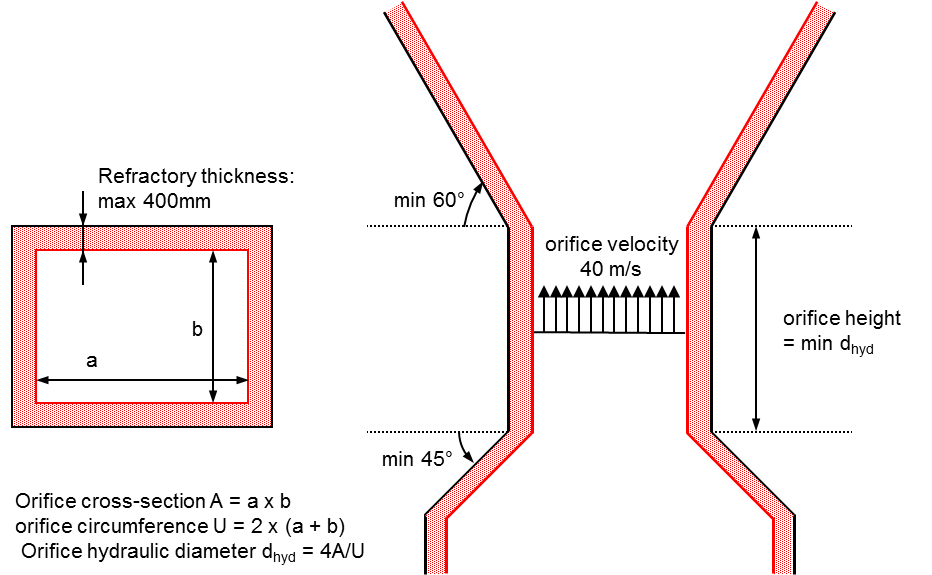 Refractory thickness:
max 400mm
b
a
Orifice cross-section A = a x b
orifice circumference U = 2 x (a + b)
Orifice hydraulic diameter dhyd = 4A/U
min 60°
orifice velocity
40 m/s
orifice height
= min dhyd
min 45°